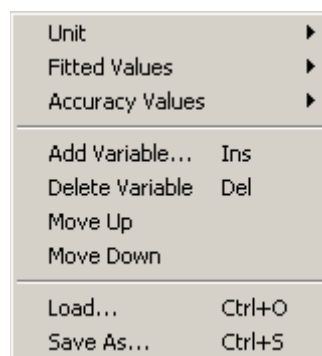 Unit
Fitted Values
Accuracy Values
Add Variable... Ins
Delete Variable Del
Move Up
Move Down
Load... Ctrl+O
Save As... Ctrl+S